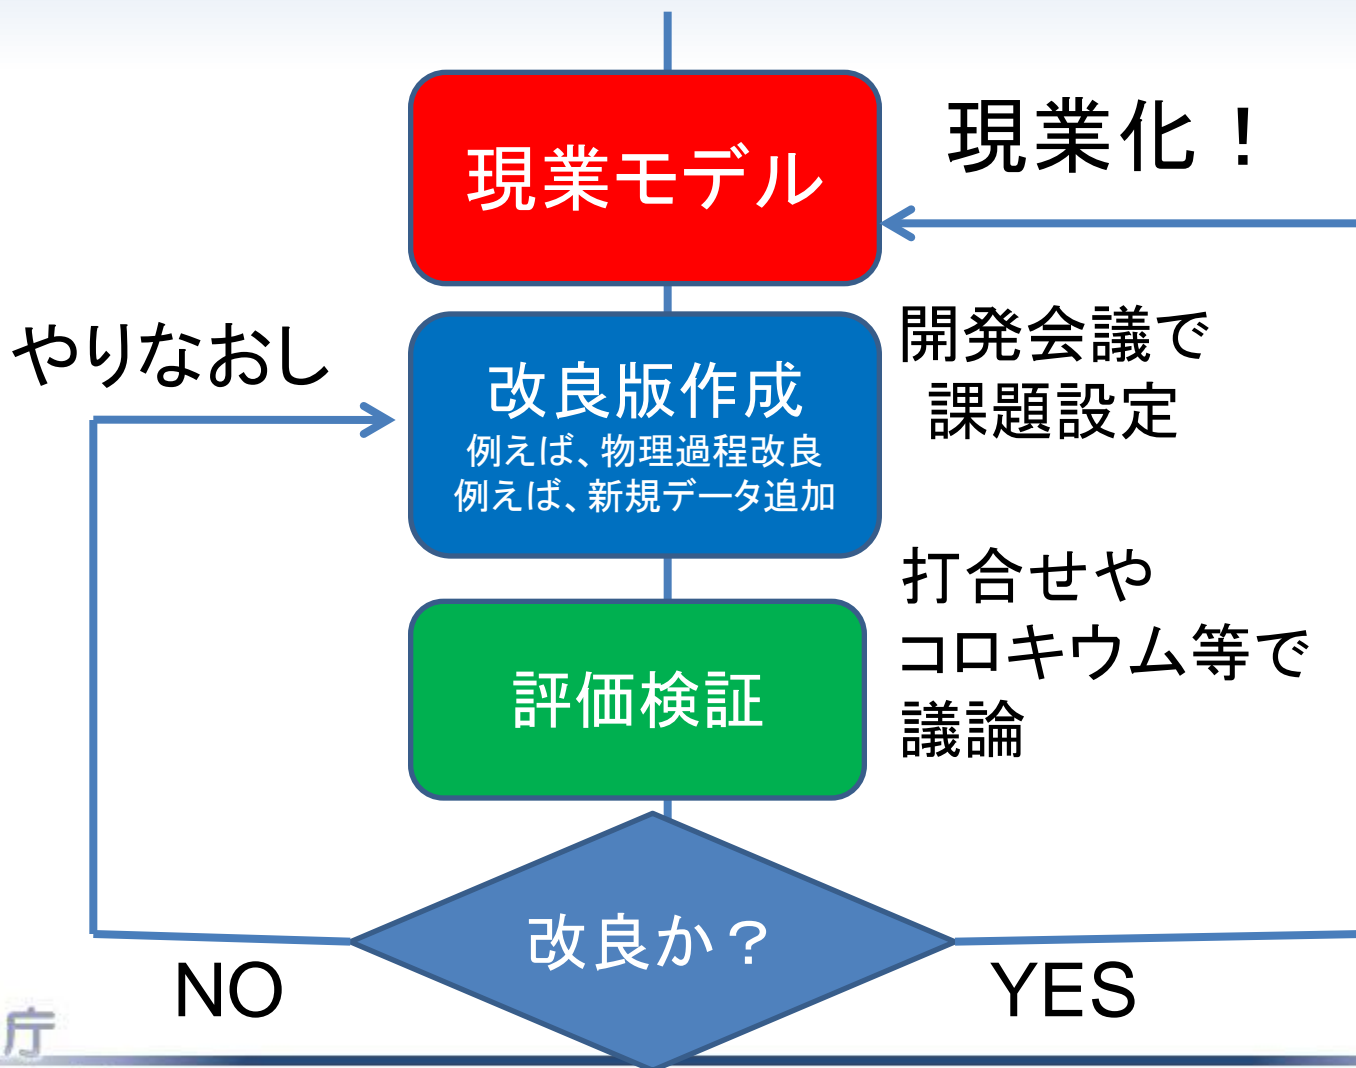 現業モデル
現業化！
やりなおし
改良版作成
例えば、物理過程改良
例えば、新規データ追加
開発会議で
課題設定
評価検証
打合せや
コロキウム等で
議論
改良か？
NO
YES
庁